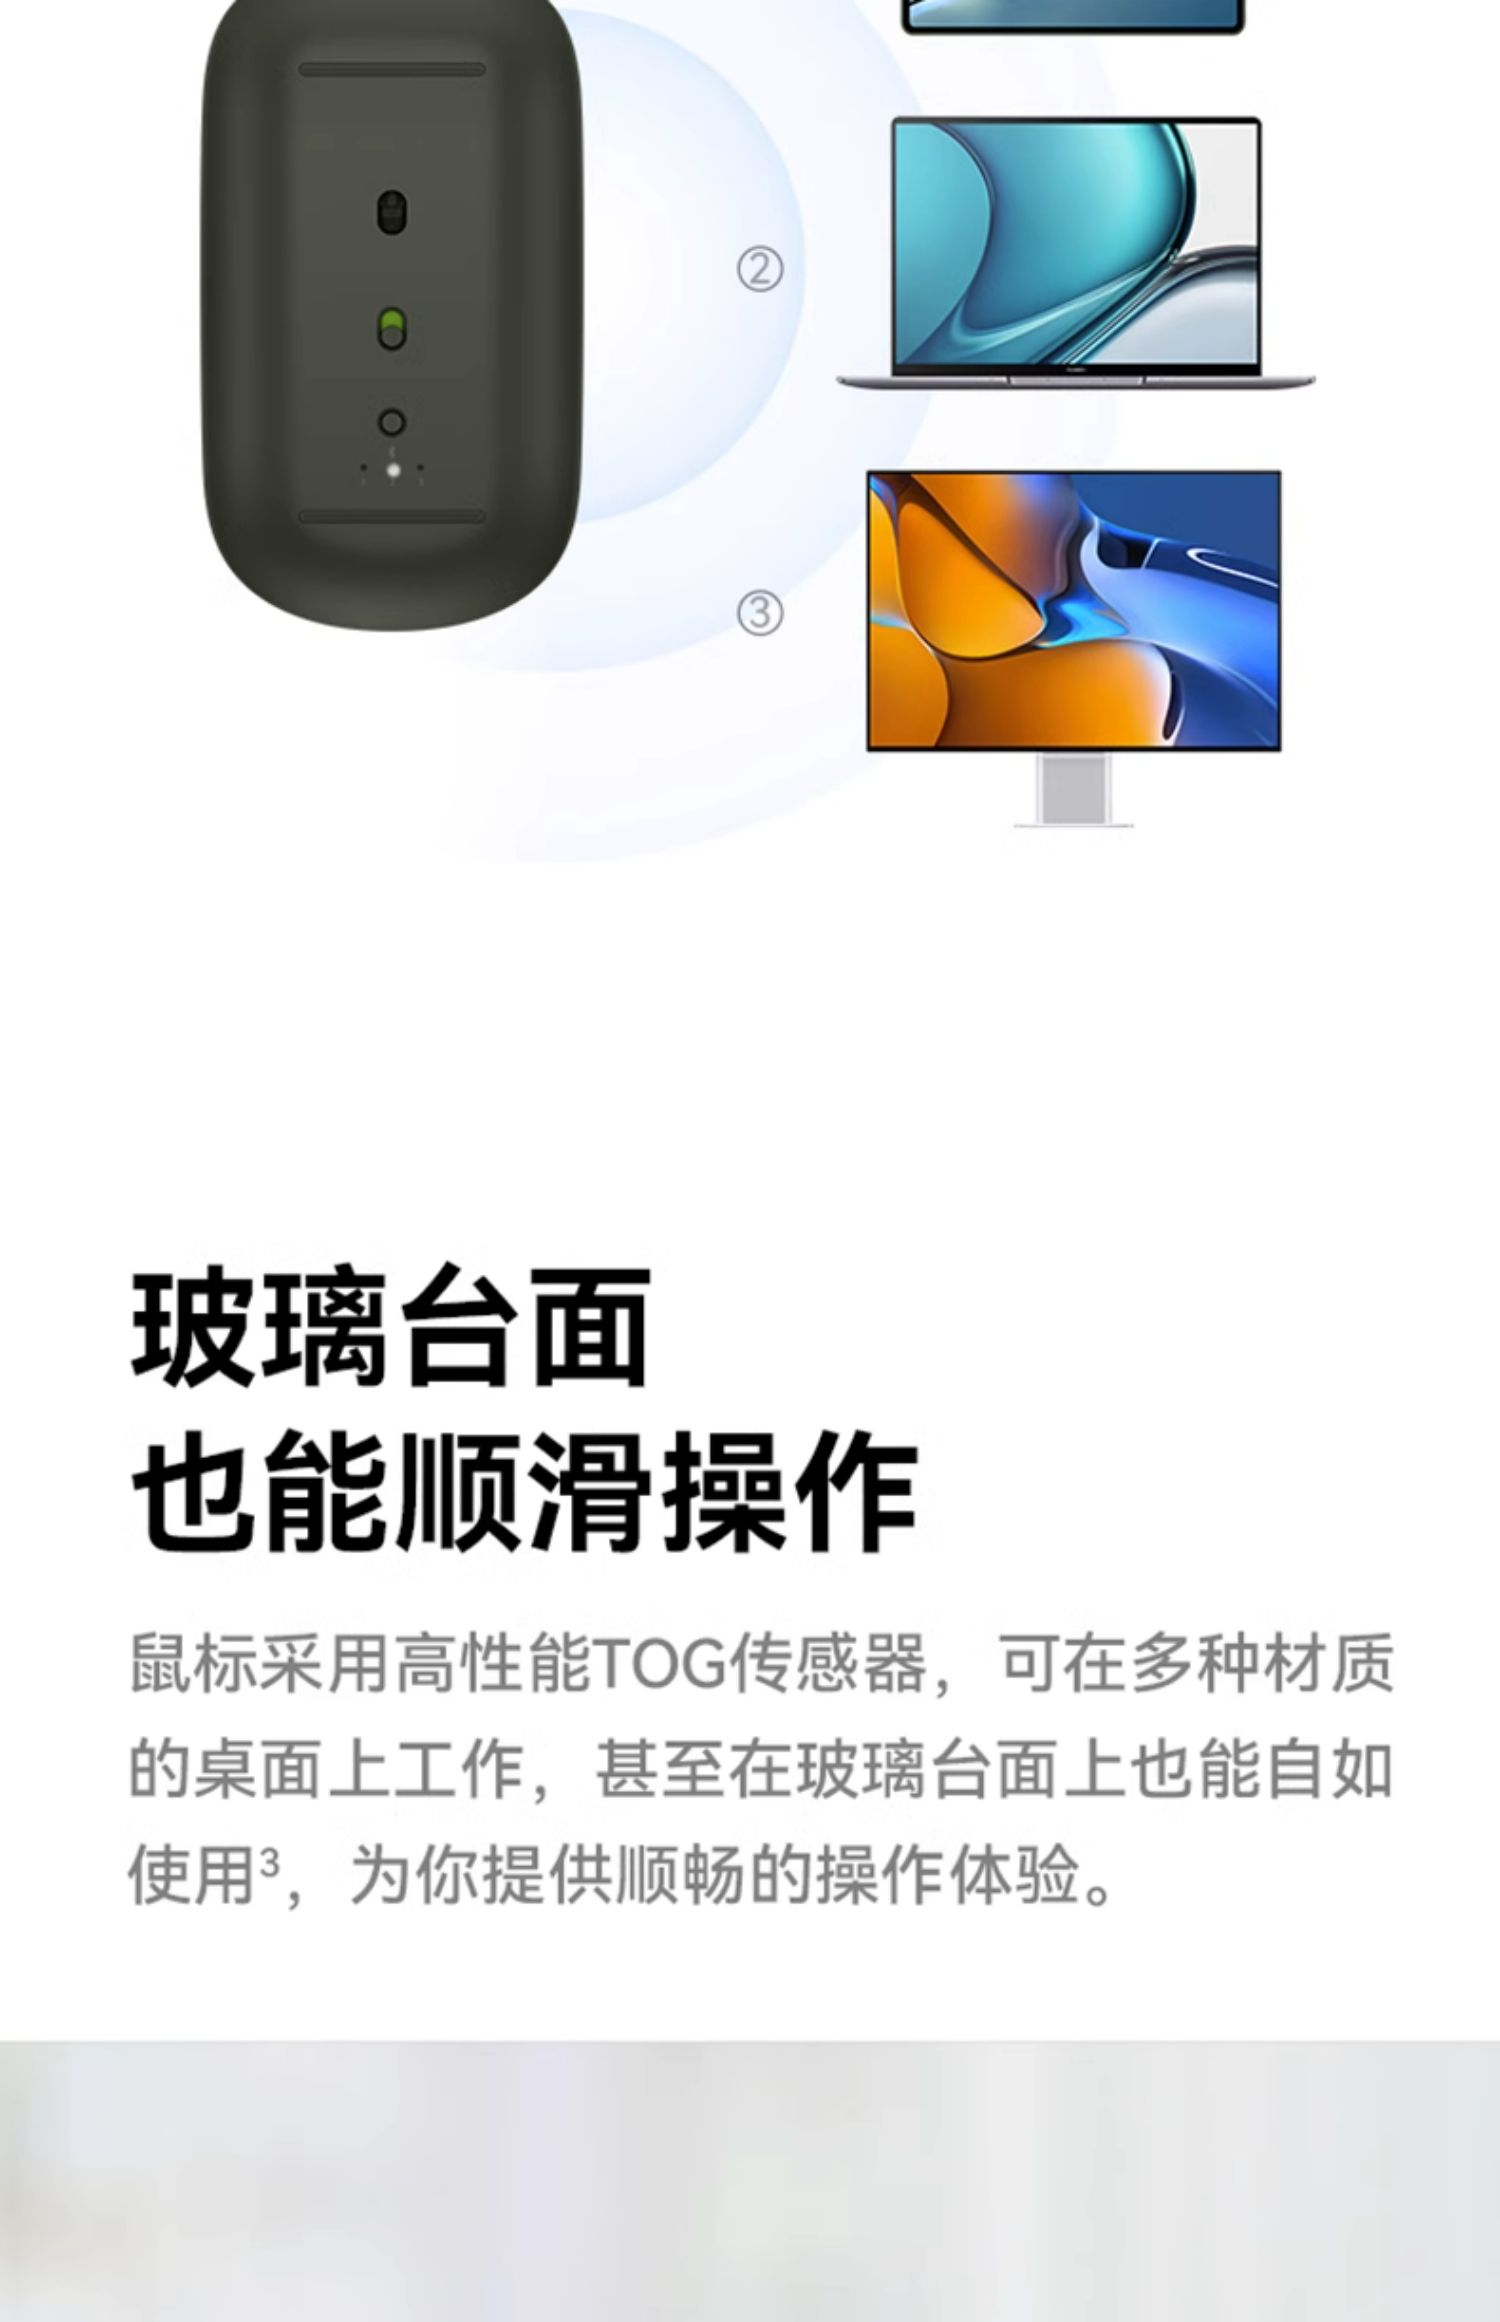 ②
③
玻璃台面
也能顺滑操作
鼠标采用高性能TOG传感器，可在多种材质
的桌面上工作，甚至在玻璃台面上也能自如
使用³，为你提供顺畅的操作体验。